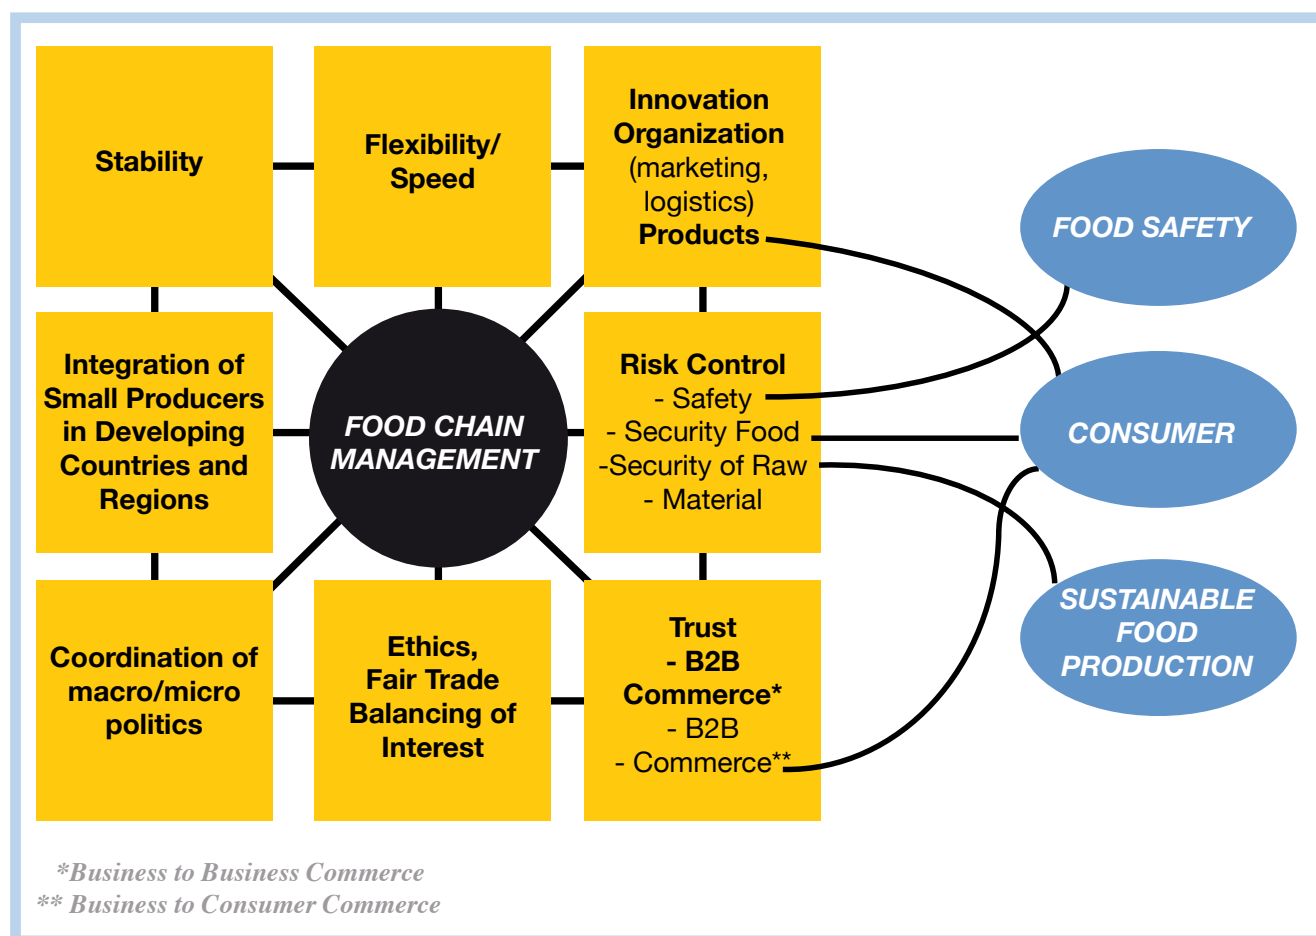 Stability
Flexibility/
Speed
Innovation
Organization
(marketing,
logistics)
Products
Integration of
Small Producers
in Developing
Countries and
Regions
FOOD CHAIN
MANAGEMENT
Risk Control
- Safety
- Security Food
-Security of Raw
- Material
Coordination of
macro/micro
politics
Ethics,
Fair Trade
Balancing of
Interest
Trust
- B2B
Commerce*
- B2B
- Commerce**
FOOD SAFETY
CONSUMER
SUSTAINABLE
FOOD
PRODUCTION
*Business to Business Commerce
** Business to Consumer Commerce